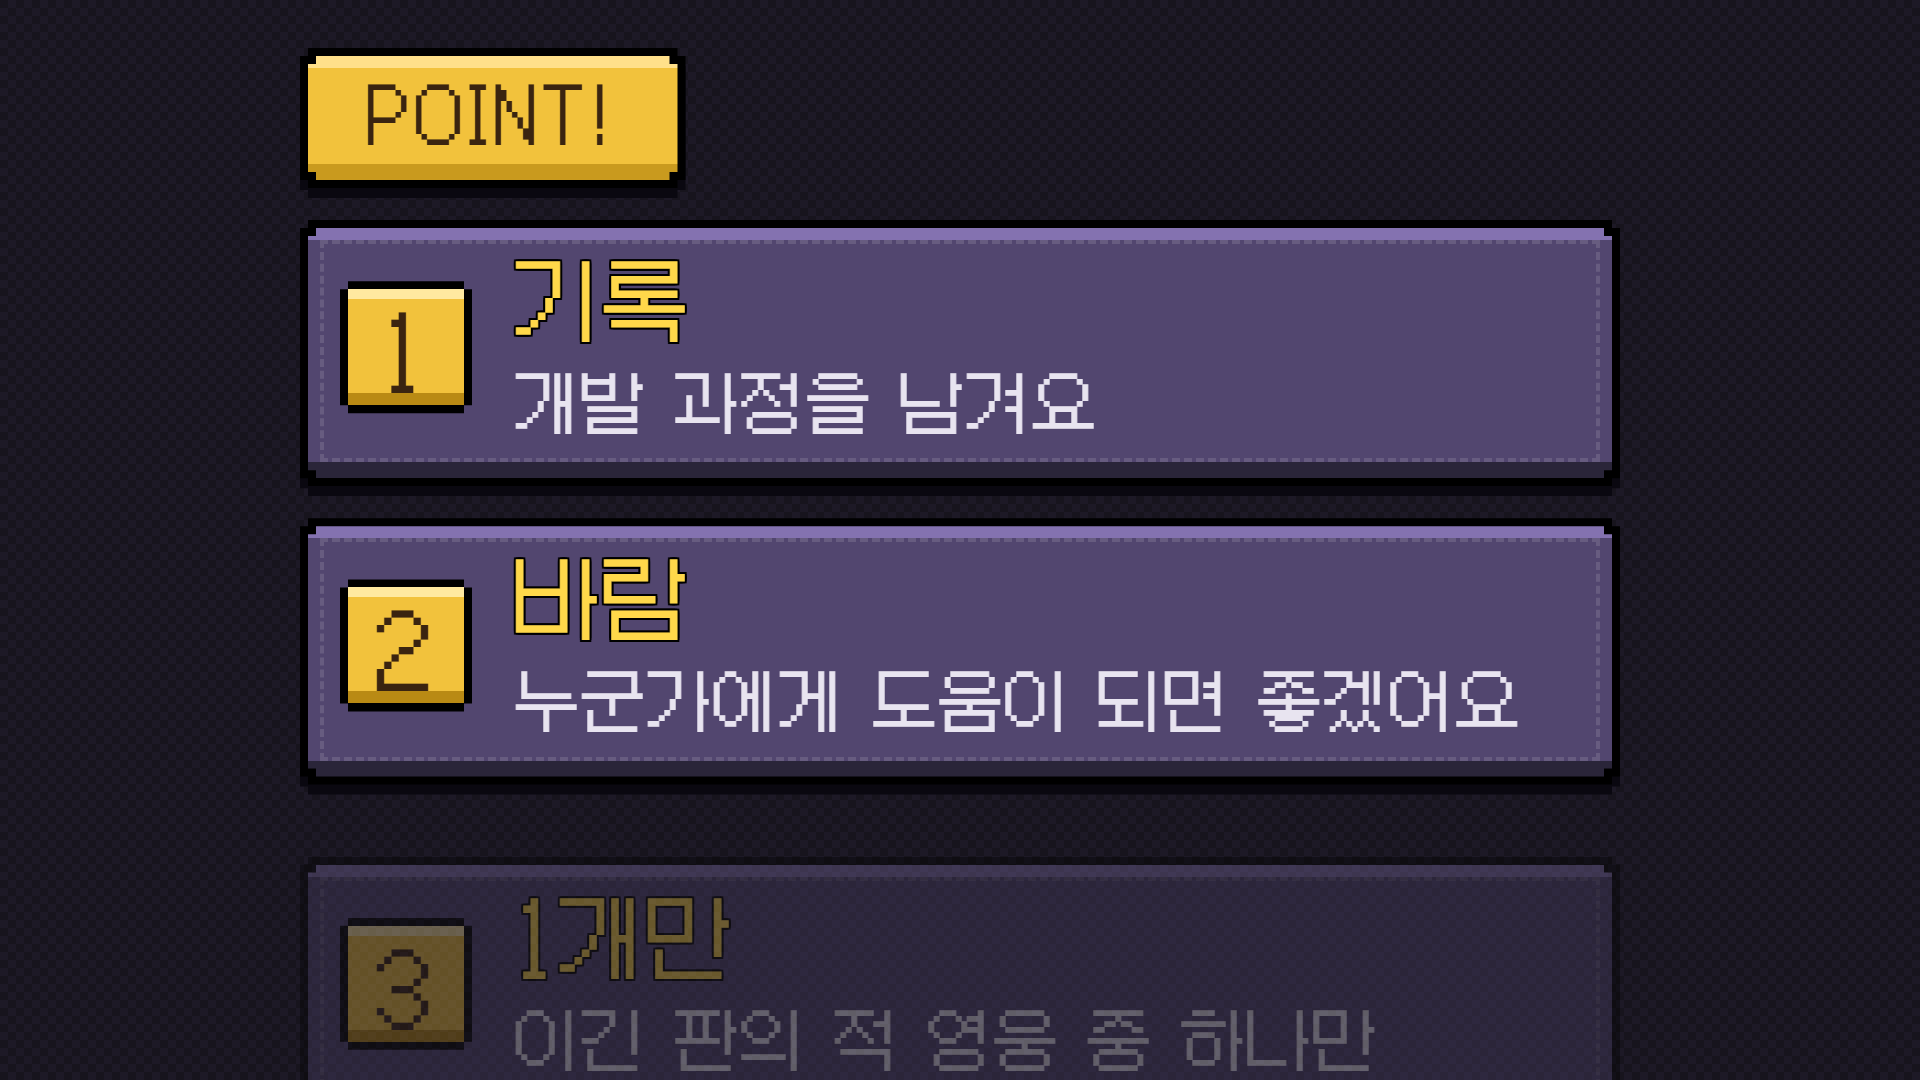 POINT!
1
기록
개발 과정을 남겨요
2
바람
누군가에게 도움이 되면 좋겠어요
3
1개만
이긴 판의 적 영웅 중 하나만